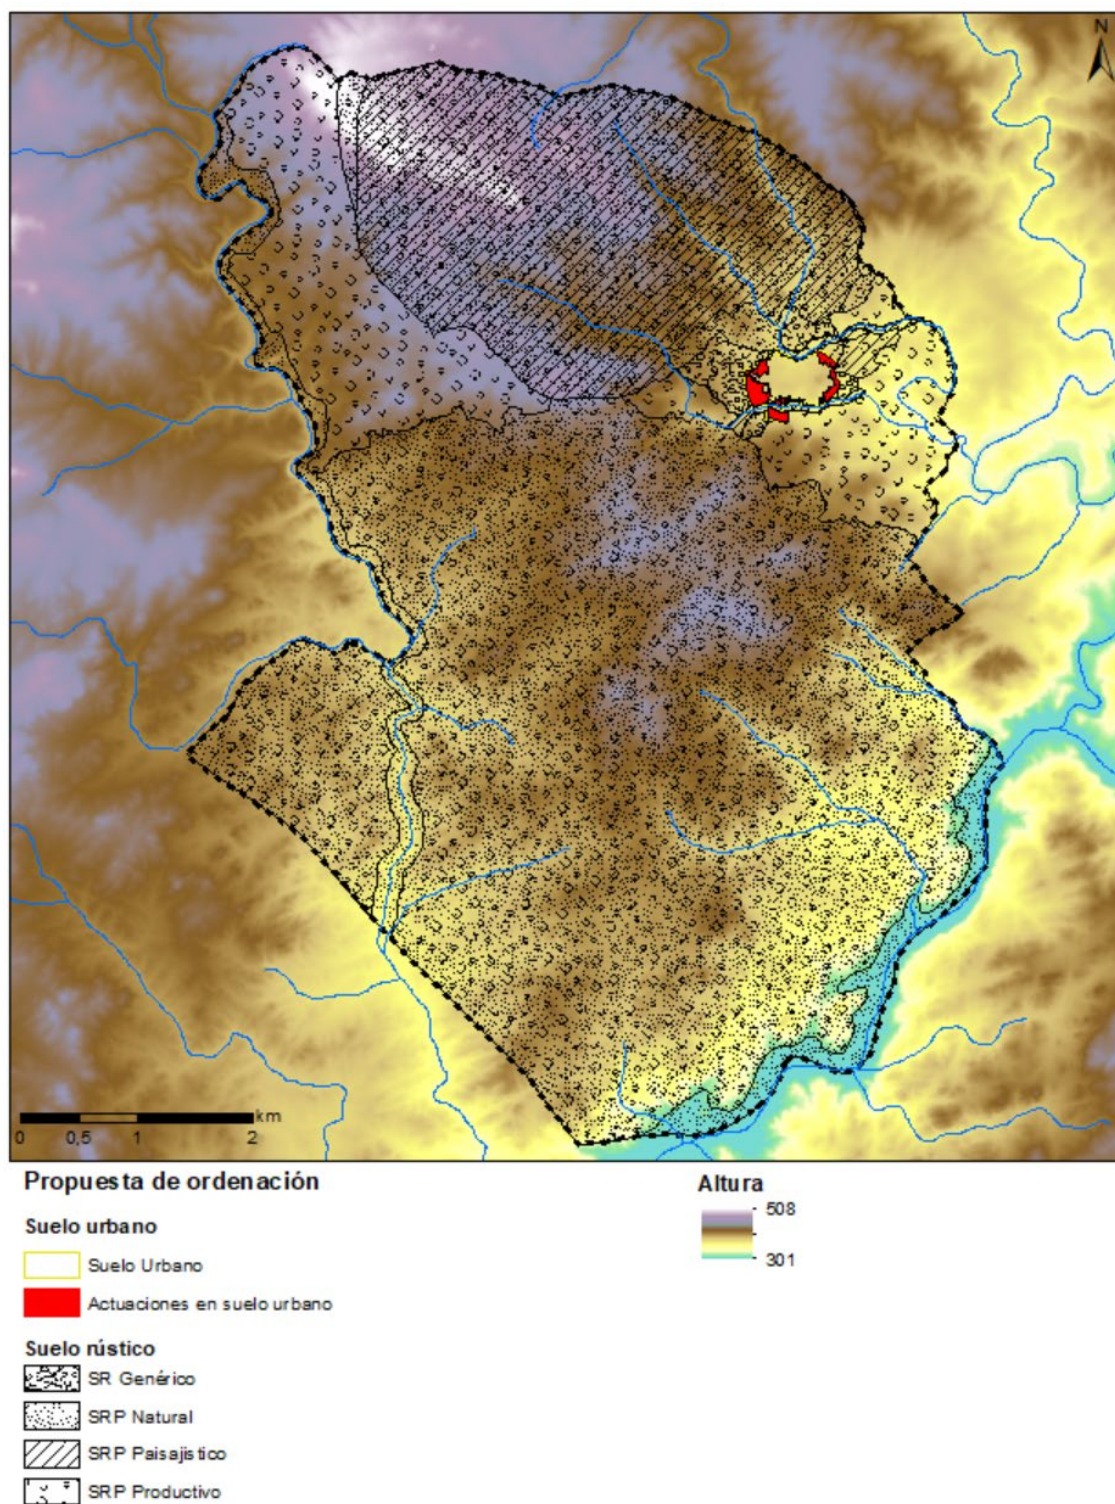 N
km
0 0,5 1 2
Propuesta de ordenación
Suelo urbano
Suelo Urbano
Actuaciones en suelo urbano
Suelo rústico
SR Genérico
SRP Natural
SRP Paisajistico
SRP Productivo
Altura
508
301